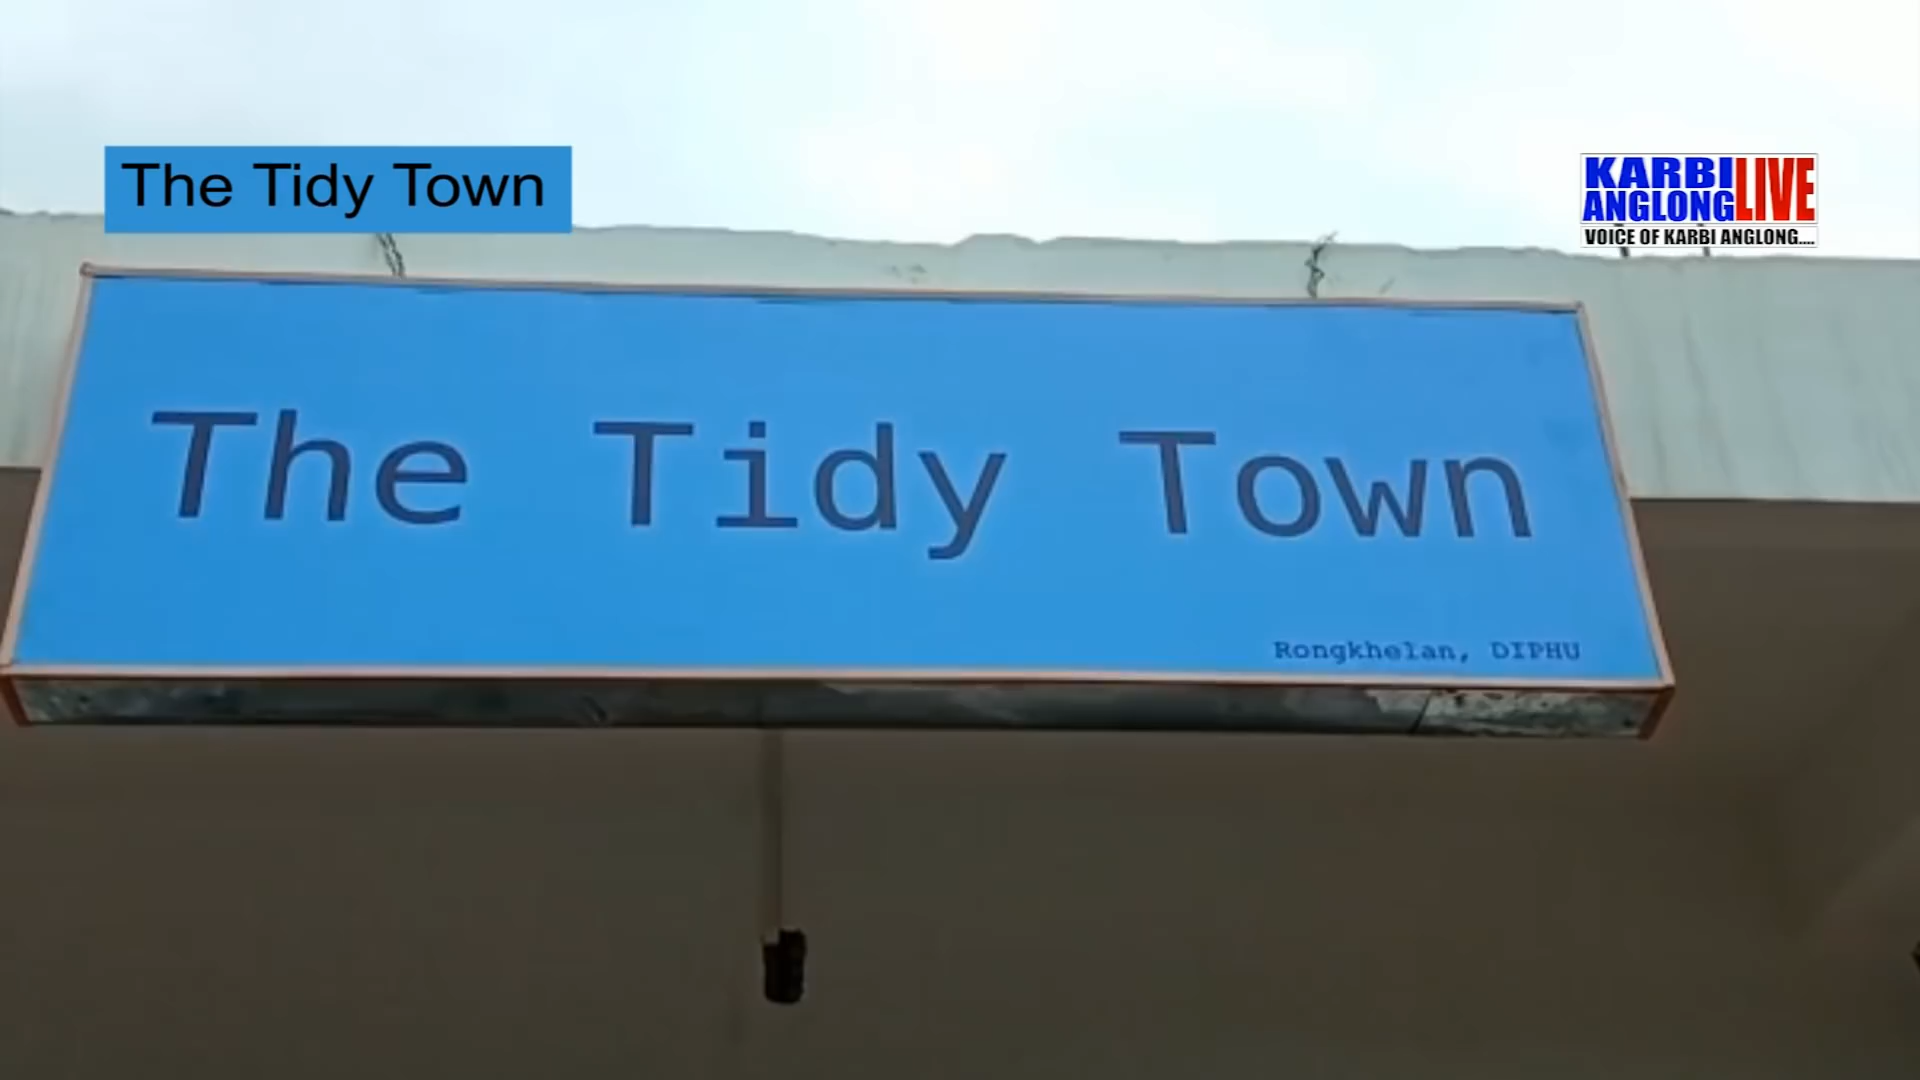 The Tidy Town
KARBI
ANGLONG
LIVE
VOICE OF KARBI ANGLONG....
The Tidy Town
Rongkhelan, DIPHU